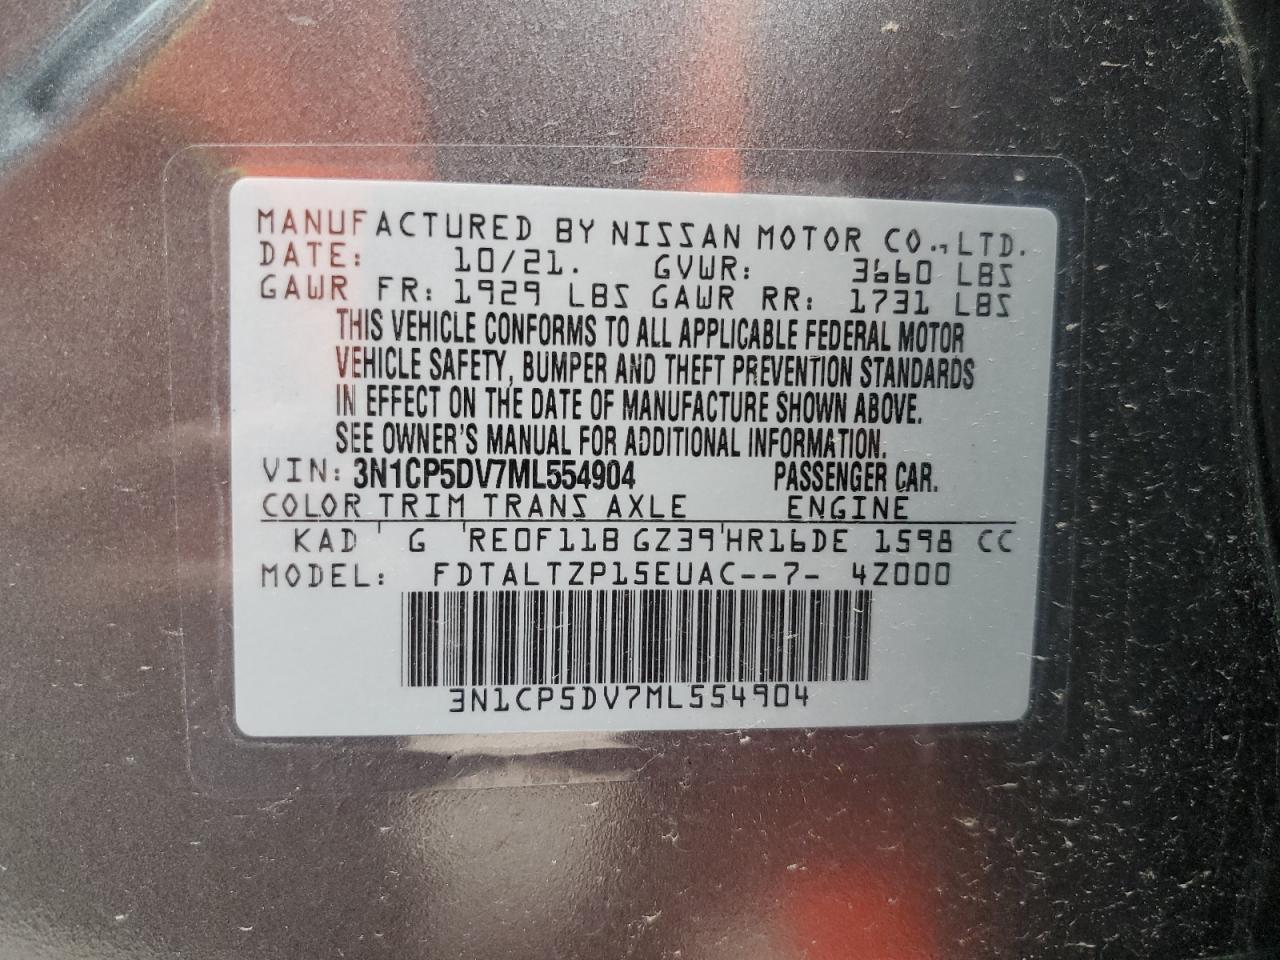 MANUFACTURED BY NISSAN MOTOR CO., LTD.
DATE: 10/21. GVWR: 3660 LBS
GAWR FR: 1929 LBS GAWR RR: 1731 LBS
THIS VEHICLE CONFORMS TO ALL APPLICABLE FEDERAL MOTOR
VEHICLE SAFETY, BUMPER AND THEFT PREVENTION STANDARDS
IN EFFECT ON THE DATE OF MANUFACTURE SHOWN ABOVE.
SEE OWNER'S MANUAL FOR ADDITIONAL INFORMATION.
VIN: 3N1CP5DV7ML554904 PASSENGER CAR.
COLOR TRIM TRANS AXLE ENGINE
KAD ' G ' RE0F11B GZ39 ' HR16DE 1598 CC
MODEL: FDTALTZP15EUAC--7- 4Z000
3N1CP5DV7ML554904